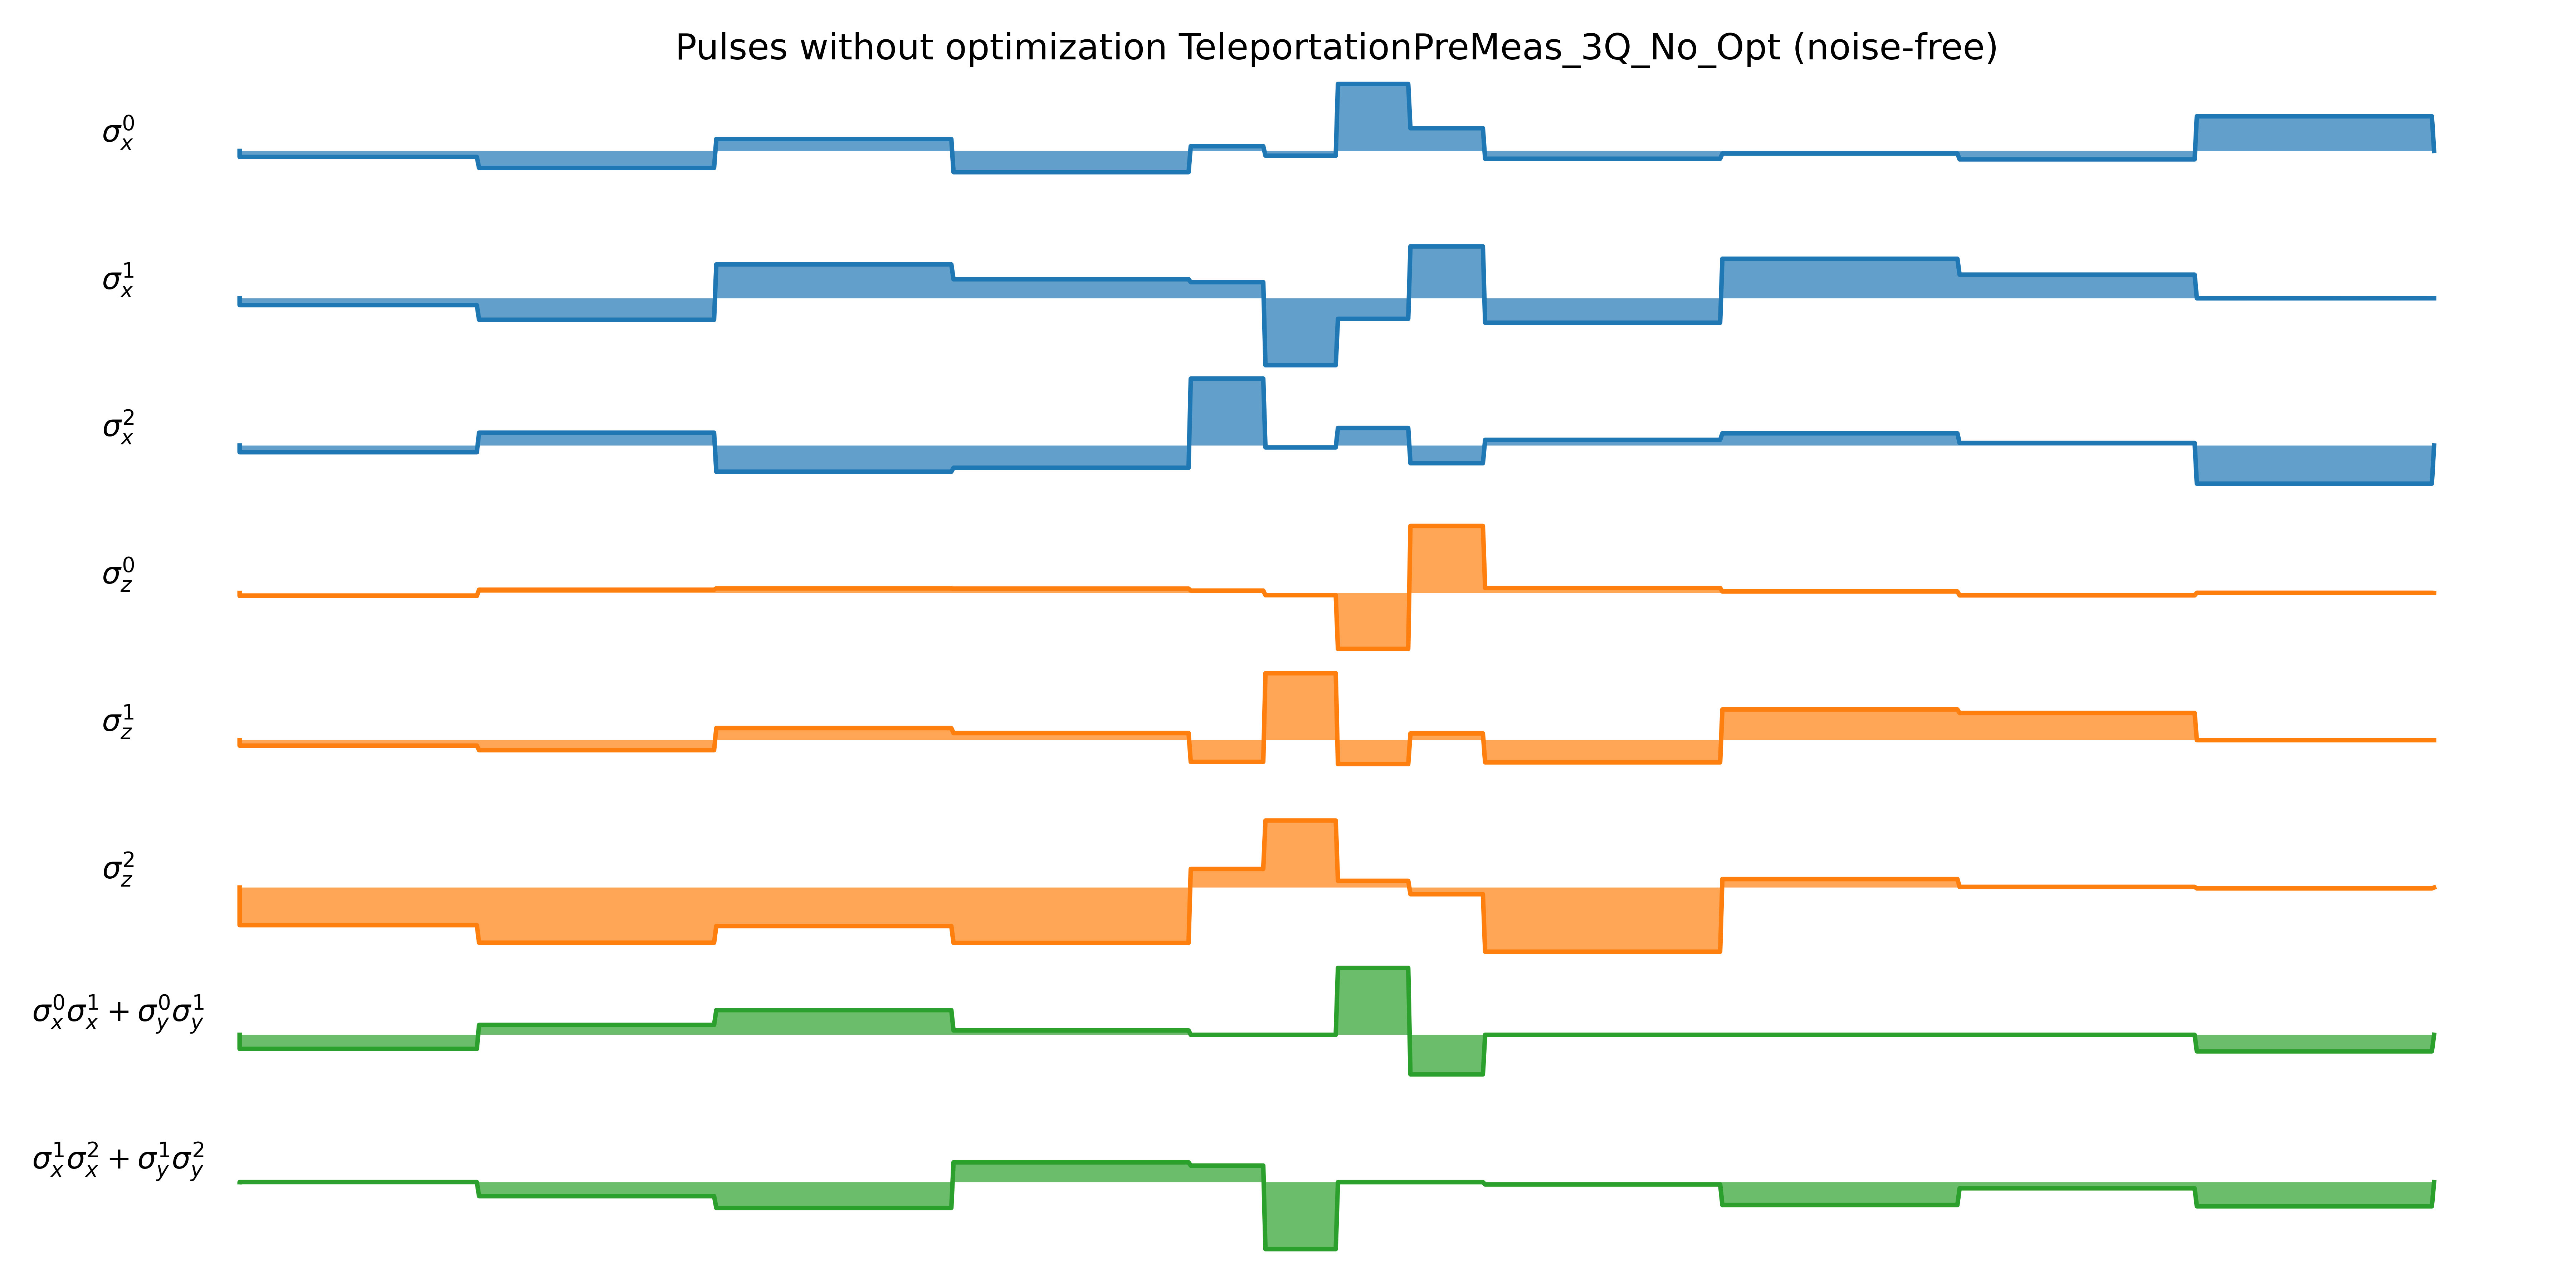 Pulses without optimization TeleportationPreMeas_3Q_No_Opt (noise-free)
σ_x^0
σ_x^1
σ_x^2
σ_z^0
σ_z^1
σ_z^2
σ_x^0σ_x^1 + σ_y^0σ_y^1
σ_x^1σ_x^2 + σ_y^1σ_y^2